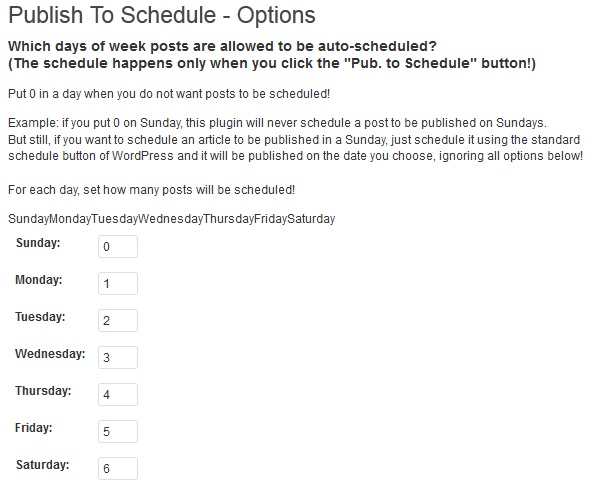 Publish To Schedule - Options
Which days of week posts are allowed to be auto-scheduled?
(The schedule happens only when you click the "Pub. to Schedule" button!)
Put 0 in a day when you do not want posts to be scheduled!
Example: if you put 0 on Sunday, this plugin will never schedule a post to be published on Sundays.
But still, if you want to schedule an article to be published in a Sunday, just schedule it using the standard
schedule button of WordPress and it will be published on the date you choose, ignoring all options below!
For each day, set how many posts will be scheduled!
SundayMondayTuesdayWednesdayThursdayFridaySaturday
Sunday: 0
Monday: 1
Tuesday: 2
Wednesday: 3
Thursday: 4
Friday: 5
Saturday: 6